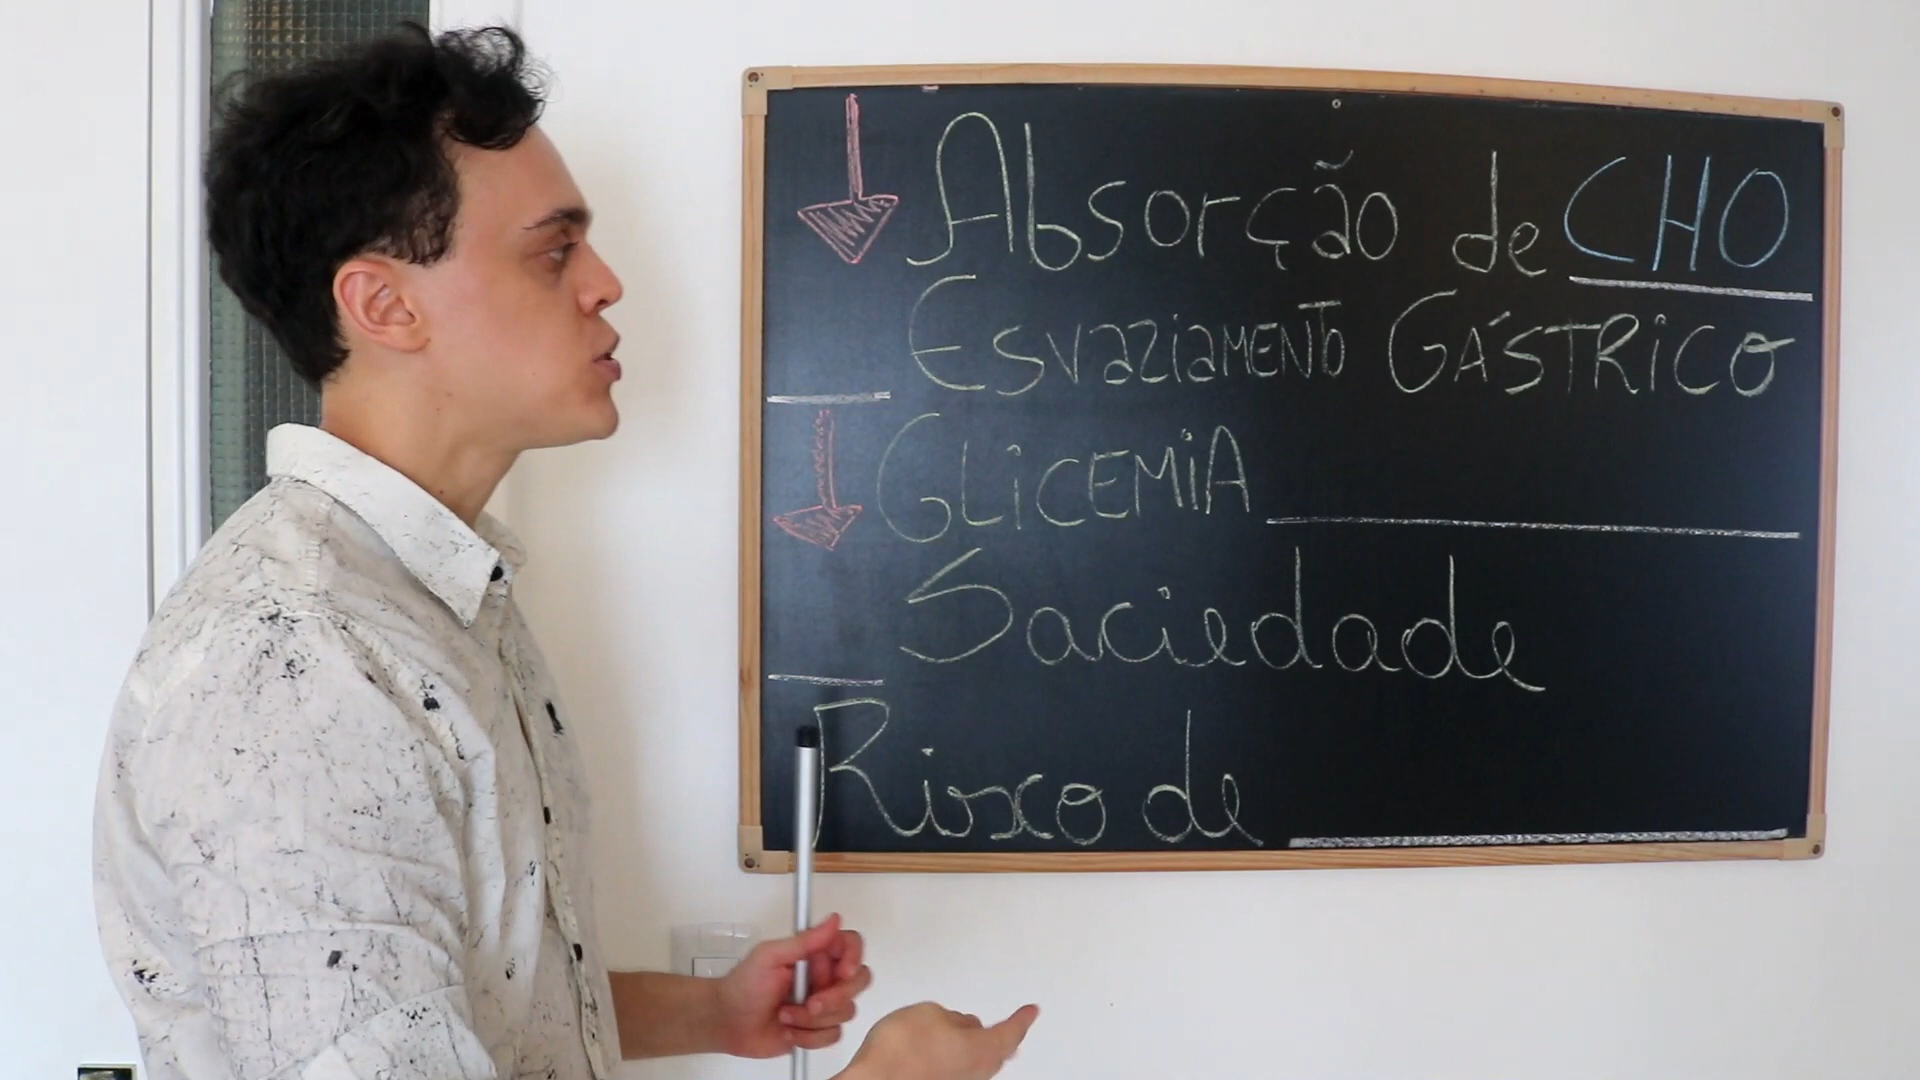 Absorção de CHO
Esvaziamento Gástrico
Glicemia
Saciedade
Risco de